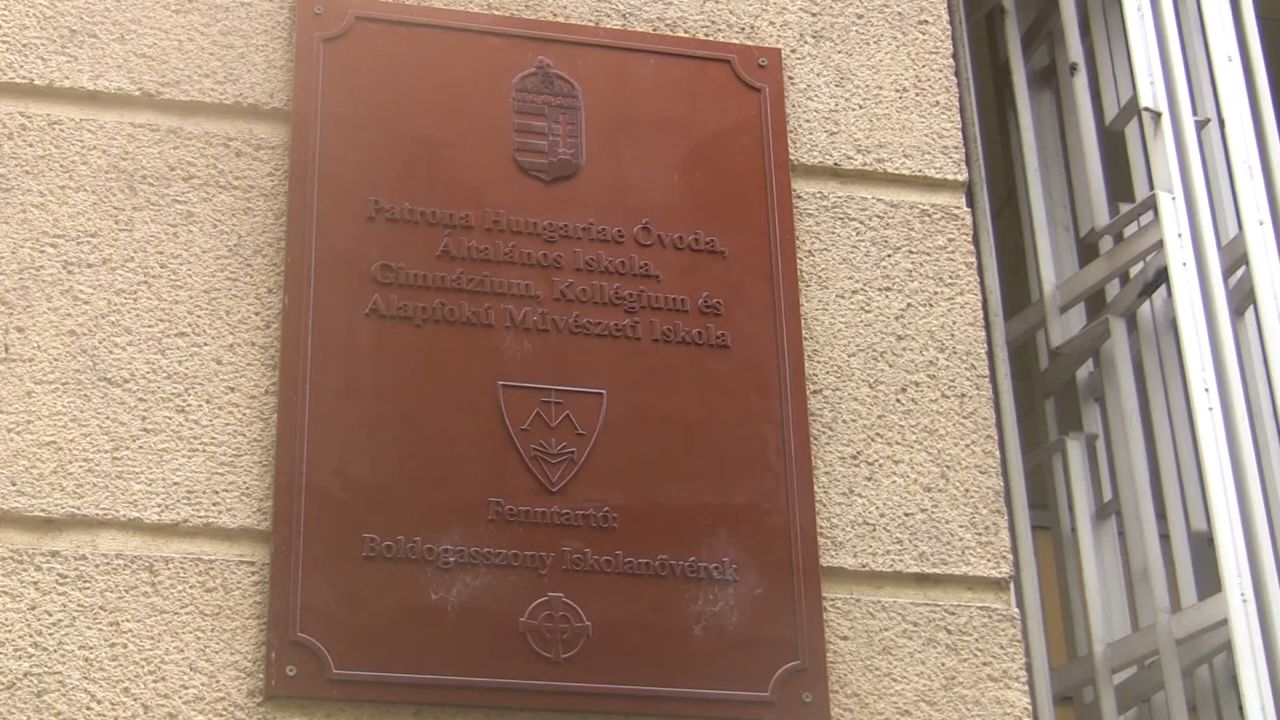 Patrona Hungariae Óvoda,
Általános Iskola,
Gimnázium, Kollégium és
Alapfokú Művészeti Iskola
Fenntartó:
Boldogasszony Iskolanővérek